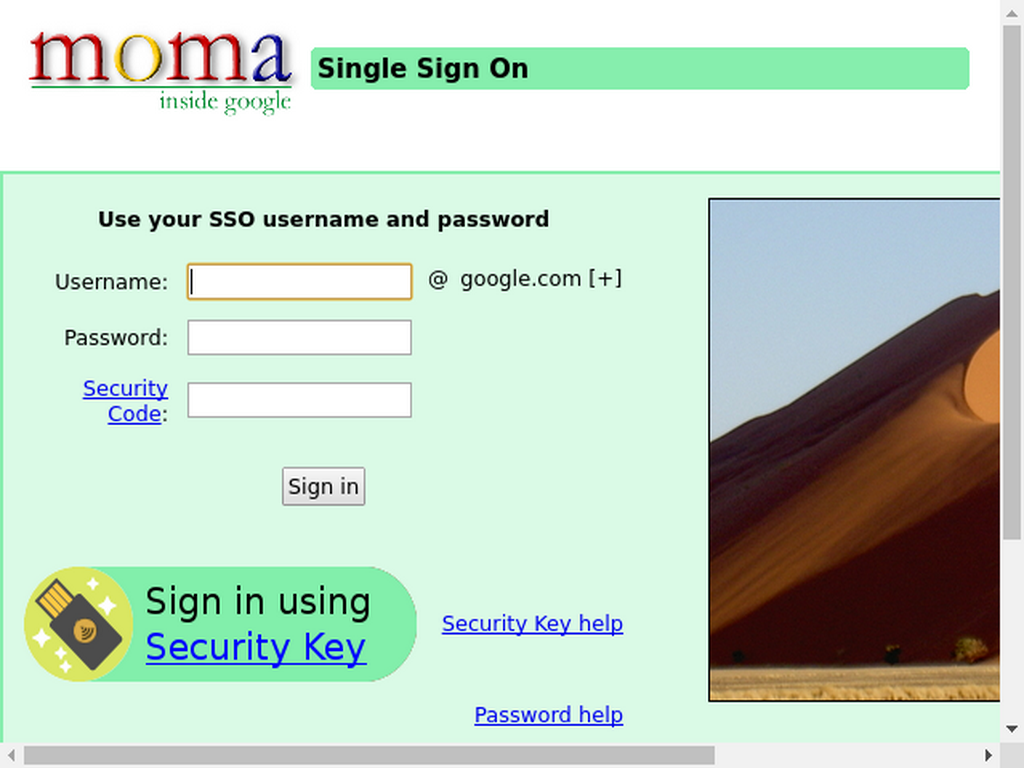 moma
inside google
Single Sign On
Use your SSO username and password
Username:
@ google.com [+]
Password:
Security
Code:
Sign in
Sign in using
Security Key
Security Key help
Password help